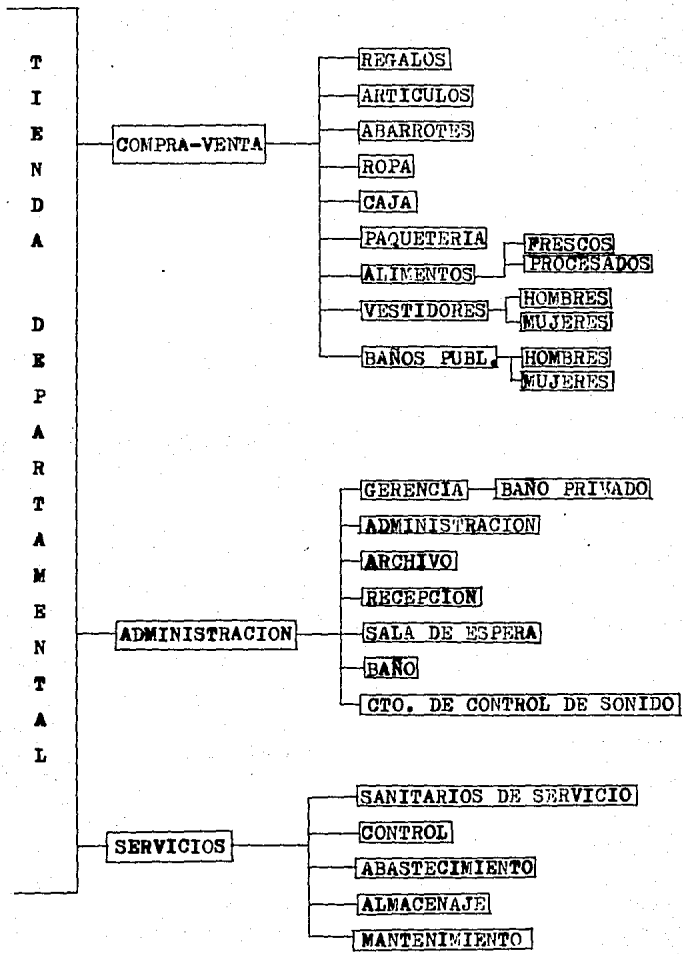 TIENDA DEPARTAMENTAL
COMPRA-VENTA
REGALOS
ARTICULOS
ABARROTES
ROPA
CAJA
PAQUETERIA
ALIMENTOS
FRESCOS
PROCESADOS
VESTIDORES
HOMBRES
MUJERES
BAÑOS PUBL.
HOMBRES
MUJERES
ADMINISTRACION
GERENCIA
BAÑO PRIVADO
ADMINISTRACION
ARCHIVO
RECEPCION
SALA DE ESPERA
BAÑO
CTO. DE CONTROL DE SONIDO
SERVICIOS
SANITARIOS DE SERVICIO
CONTROL
ABASTECIMIENTO
ALMACENAJE
MANTENIMIENTO